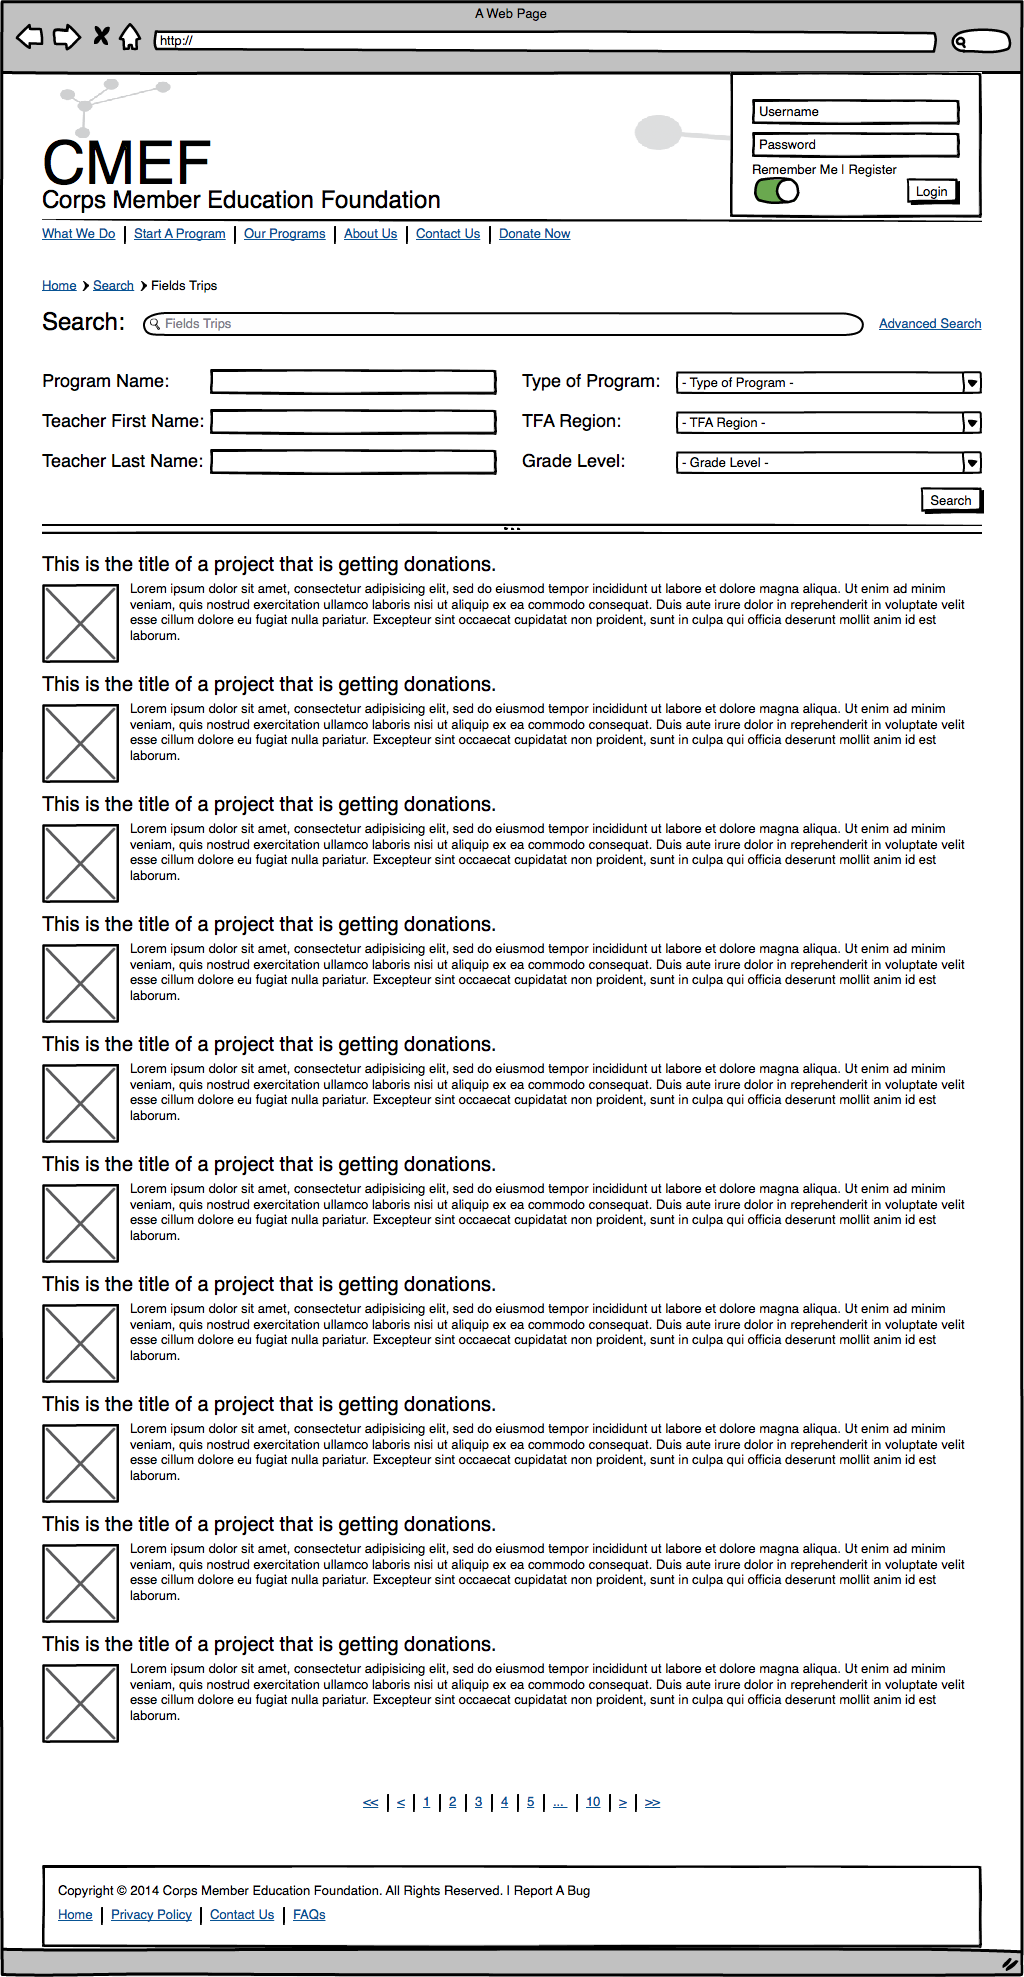 A Web Page
http://
CMEF
Corps Member Education Foundation
Username
Password
Remember Me | Register
Login
What We Do | Start A Program | Our Programs | About Us | Contact Us | Donate Now
Home > Search > Fields Trips
Search: Fields Trips Advanced Search
Program Name: Type of Program: - Type of Program -
Teacher First Name: TFA Region: - TFA Region -
Teacher Last Name: Grade Level: - Grade Level -
Search
This is the title of a project that is getting donations.
Lorem ipsum dolor sit amet, consectetur adipisicing elit, sed do eiusmod tempor incididunt ut labore et dolore magna aliqua. Ut enim ad minim
veniam, quis nostrud exercitation ullamco laboris nisi ut aliquip ex ea commodo consequat. Duis aute irure dolor in reprehenderit in voluptate velit
esse cillum dolore eu fugiat nulla pariatur. Excepteur sint occaecat cupidatat non proident, sunt in culpa qui officia deserunt mollit anim id est
laborum.
This is the title of a project that is getting donations.
Lorem ipsum dolor sit amet, consectetur adipisicing elit, sed do eiusmod tempor incididunt ut labore et dolore magna aliqua. Ut enim ad minim
veniam, quis nostrud exercitation ullamco laboris nisi ut aliquip ex ea commodo consequat. Duis aute irure dolor in reprehenderit in voluptate velit
esse cillum dolore eu fugiat nulla pariatur. Excepteur sint occaecat cupidatat non proident, sunt in culpa qui officia deserunt mollit anim id est
laborum.
This is the title of a project that is getting donations.
Lorem ipsum dolor sit amet, consectetur adipisicing elit, sed do eiusmod tempor incididunt ut labore et dolore magna aliqua. Ut enim ad minim
veniam, quis nostrud exercitation ullamco laboris nisi ut aliquip ex ea commodo consequat. Duis aute irure dolor in reprehenderit in voluptate velit
esse cillum dolore eu fugiat nulla pariatur. Excepteur sint occaecat cupidatat non proident, sunt in culpa qui officia deserunt mollit anim id est
laborum.
This is the title of a project that is getting donations.
Lorem ipsum dolor sit amet, consectetur adipisicing elit, sed do eiusmod tempor incididunt ut labore et dolore magna aliqua. Ut enim ad minim
veniam, quis nostrud exercitation ullamco laboris nisi ut aliquip ex ea commodo consequat. Duis aute irure dolor in reprehenderit in voluptate velit
esse cillum dolore eu fugiat nulla pariatur. Excepteur sint occaecat cupidatat non proident, sunt in culpa qui officia deserunt mollit anim id est
laborum.
This is the title of a project that is getting donations.
Lorem ipsum dolor sit amet, consectetur adipisicing elit, sed do eiusmod tempor incididunt ut labore et dolore magna aliqua. Ut enim ad minim
veniam, quis nostrud exercitation ullamco laboris nisi ut aliquip ex ea commodo consequat. Duis aute irure dolor in reprehenderit in voluptate velit
esse cillum dolore eu fugiat nulla pariatur. Excepteur sint occaecat cupidatat non proident, sunt in culpa qui officia deserunt mollit anim id est
laborum.
This is the title of a project that is getting donations.
Lorem ipsum dolor sit amet, consectetur adipisicing elit, sed do eiusmod tempor incididunt ut labore et dolore magna aliqua. Ut enim ad minim
veniam, quis nostrud exercitation ullamco laboris nisi ut aliquip ex ea commodo consequat. Duis aute irure dolor in reprehenderit in voluptate velit
esse cillum dolore eu fugiat nulla pariatur. Excepteur sint occaecat cupidatat non proident, sunt in culpa qui officia deserunt mollit anim id est
laborum.
This is the title of a project that is getting donations.
Lorem ipsum dolor sit amet, consectetur adipisicing elit, sed do eiusmod tempor incididunt ut labore et dolore magna aliqua. Ut enim ad minim
veniam, quis nostrud exercitation ullamco laboris nisi ut aliquip ex ea commodo consequat. Duis aute irure dolor in reprehenderit in voluptate velit
esse cillum dolore eu fugiat nulla pariatur. Excepteur sint occaecat cupidatat non proident, sunt in culpa qui officia deserunt mollit anim id est
laborum.
This is the title of a project that is getting donations.
Lorem ipsum dolor sit amet, consectetur adipisicing elit, sed do eiusmod tempor incididunt ut labore et dolore magna aliqua. Ut enim ad minim
veniam, quis nostrud exercitation ullamco laboris nisi ut aliquip ex ea commodo consequat. Duis aute irure dolor in reprehenderit in voluptate velit
esse cillum dolore eu fugiat nulla pariatur. Excepteur sint occaecat cupidatat non proident, sunt in culpa qui officia deserunt mollit anim id est
laborum.
This is the title of a project that is getting donations.
Lorem ipsum dolor sit amet, consectetur adipisicing elit, sed do eiusmod tempor incididunt ut labore et dolore magna aliqua. Ut enim ad minim
veniam, quis nostrud exercitation ullamco laboris nisi ut aliquip ex ea commodo consequat. Duis aute irure dolor in reprehenderit in voluptate velit
esse cillum dolore eu fugiat nulla pariatur. Excepteur sint occaecat cupidatat non proident, sunt in culpa qui officia deserunt mollit anim id est
laborum.
This is the title of a project that is getting donations.
Lorem ipsum dolor sit amet, consectetur adipisicing elit, sed do eiusmod tempor incididunt ut labore et dolore magna aliqua. Ut enim ad minim
veniam, quis nostrud exercitation ullamco laboris nisi ut aliquip ex ea commodo consequat. Duis aute irure dolor in reprehenderit in voluptate velit
esse cillum dolore eu fugiat nulla pariatur. Excepteur sint occaecat cupidatat non proident, sunt in culpa qui officia deserunt mollit anim id est
laborum.
<< | < | 1 | 2 | 3 | 4 | 5 | ... | 10 | > | >>
Copyright © 2014 Corps Member Education Foundation. All Rights Reserved. | Report A Bug
Home | Privacy Policy | Contact Us | FAQs